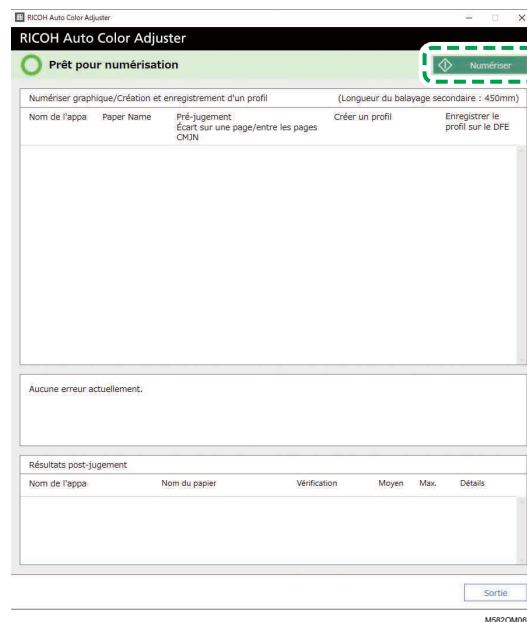 RICOH Auto Color Adjuster
RICOH Auto Color Adjuster
Prêt pour numérisation
Numériser
Numériser graphique/Création et enregistrement d'un profil (Longueur du balayage secondaire : 450mm)
Nom de l'appa Paper Name Pré-jugement Créer un profil Enregistrer le
Écart sur une page/entre les pages profil sur le DFE
CMJN
Aucune erreur actuellement.
Résultats post-jugement
Nom de l'appa Nom du papier Vérification Moyen Max. Détails
Sortie